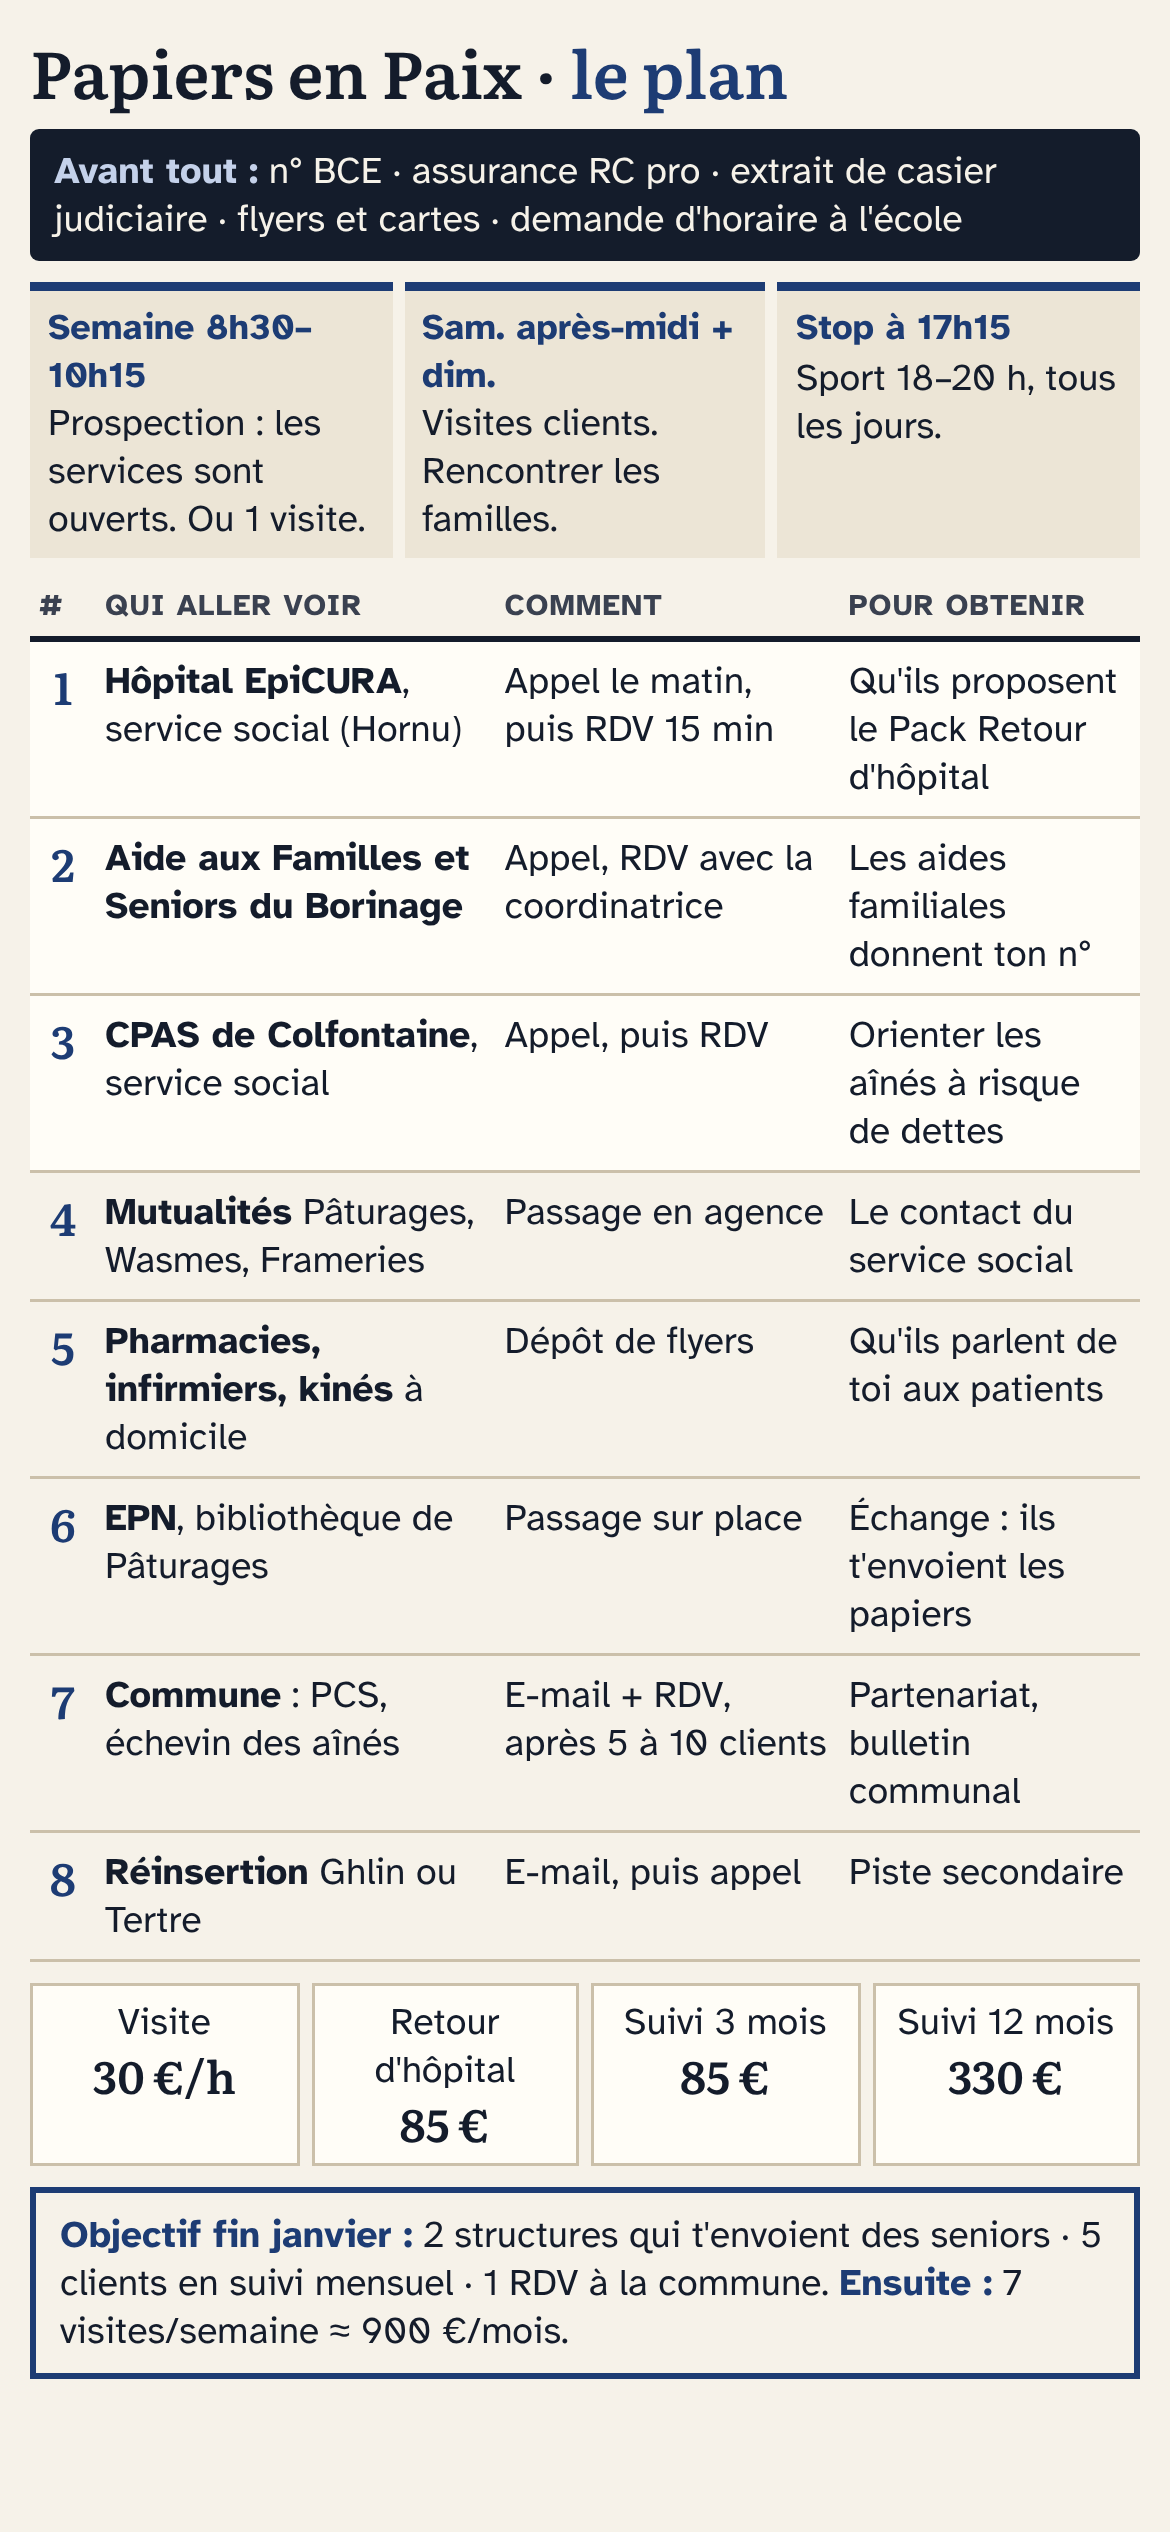 Papiers en Paix · le plan
Avant tout : n° BCE · assurance RC pro · extrait de casier
judiciaire · flyers et cartes · demande d'horaire à l'école
Semaine 8h30–
10h15
Prospection : les
services sont
ouverts. Ou 1 visite.
Sam. après-midi +
dim.
Visites clients.
Rencontrer les
familles.
Stop à 17h15
Sport 18–20 h, tous
les jours.
# QUI ALLER VOIR COMMENT POUR OBTENIR
1 Hôpital EpiCURA, Appel le matin, Qu'ils proposent
service social (Hornu) puis RDV 15 min le Pack Retour
d'hôpital
2 Aide aux Familles et Appel, RDV avec la Les aides
Seniors du Borinage coordinatrice familiales
donnent ton n°
3 CPAS de Colfontaine, Appel, puis RDV Orienter les
service social aînés à risque
de dettes
4 Mutualités Pâturages, Passage en agence Le contact du
Wasmes, Frameries service social
5 Pharmacies, Dépôt de flyers Qu'ils parlent de
infirmiers, kinés à toi aux patients
domicile
6 EPN, bibliothèque de Passage sur place Échange : ils
Pâturages t'envoient les
papiers
7 Commune : PCS, E-mail + RDV, Partenariat,
échevin des aînés après 5 à 10 clients bulletin
communal
8 Réinsertion Ghlin ou E-mail, puis appel Piste secondaire
Tertre
Visite
30 €/h
Retour
d'hôpital
85 €
Suivi 3 mois
85 €
Suivi 12 mois
330 €
Objectif fin janvier : 2 structures qui t'envoient des seniors · 5
clients en suivi mensuel · 1 RDV à la commune. Ensuite : 7
visites/semaine ≈ 900 €/mois.